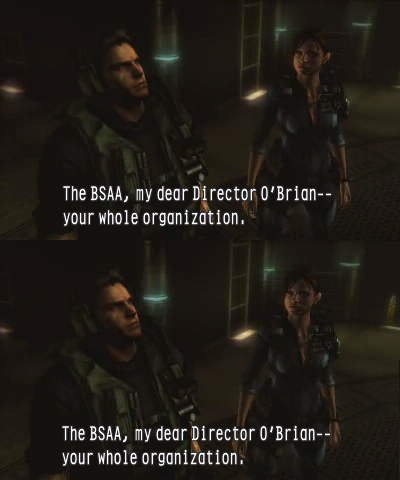 The BSAA, my dear Director O'Brian--
your whole organization.
The BSAA, my dear Director O'Brian--
your whole organization.